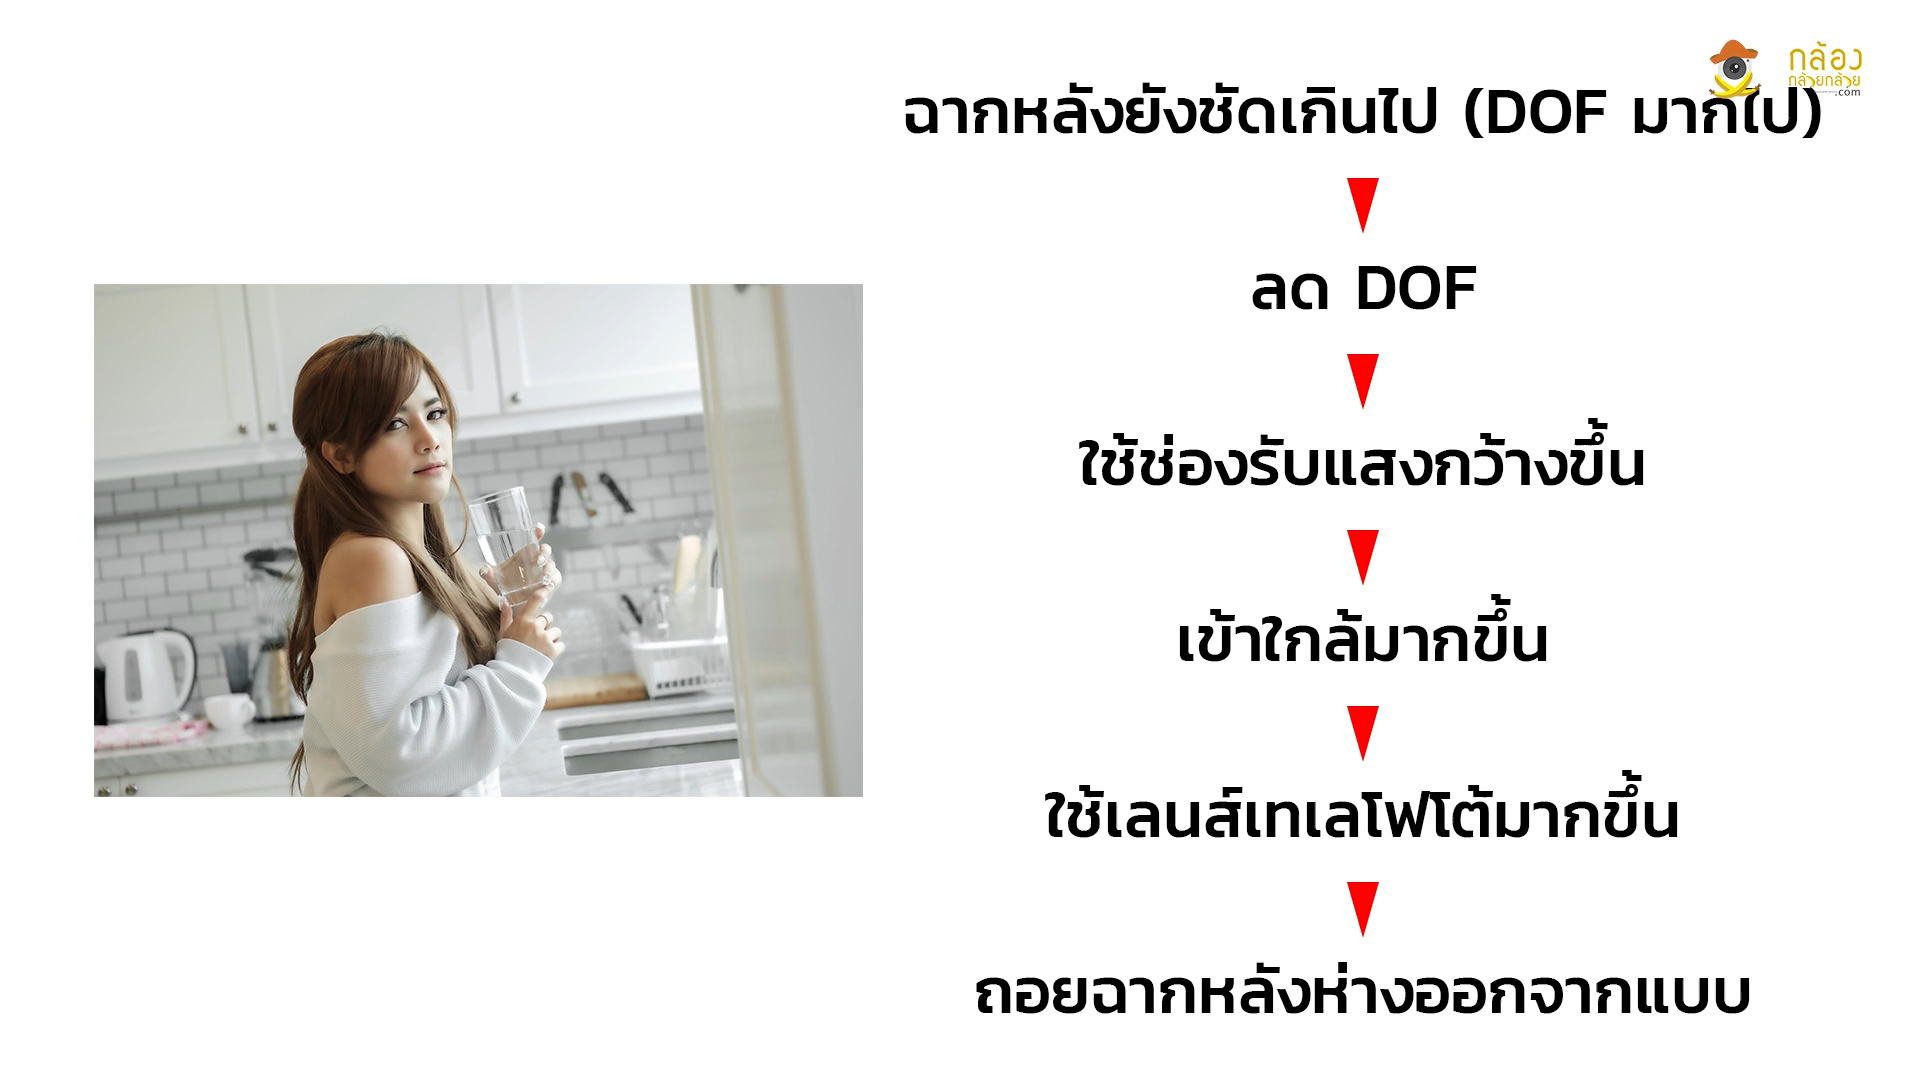 กล้อง
กล้วยกล้วย
.com
ฉากหลังยังชัดเกินไป (DOF มากไป)
ลด DOF
ใช้ช่องรับแสงกว้างขึ้น
เข้าใกล้มากขึ้น
ใช้เลนส์เทเลโฟโต้มากขึ้น
ถอยฉากหลังห่างออกจากแบบ